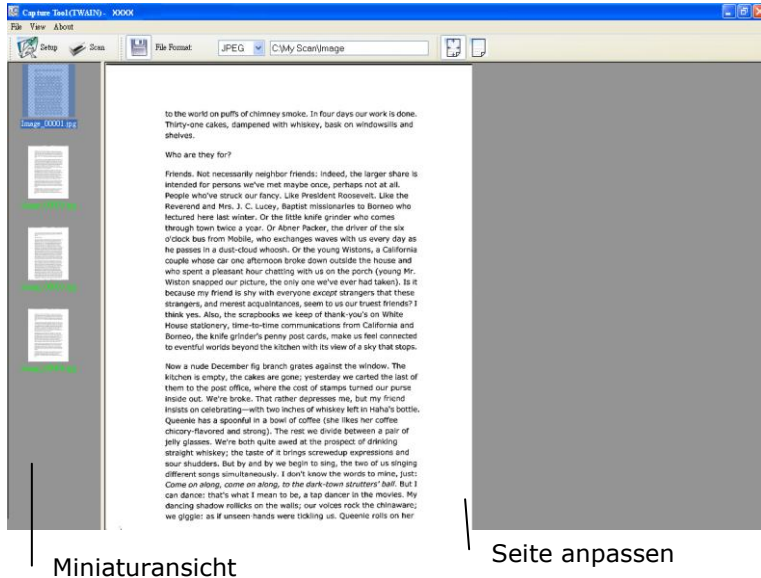 Capture Tool(TWAIN) - XXXX
File View About
Setup Scan File Format JPEG C:\My Scan\Image
Image_00001.jpg
to the world on puffs of chimney smoke. In four days our work is done.
Thirty-one cakes, dampened with whiskey, bask on windowsills and
shelves.
Who are they for?
Friends. Not necessarily neighbor friends: indeed, the larger share is
intended for persons we've met maybe once, perhaps not at all.
People who've struck our fancy. Like President Roosevelt. Like the
Reverend and Mrs. J. C. Lucey, Baptist missionaries to Borneo who
lectured here last winter. Or the little knife grinder who comes
through town twice a year. Or Abner Packer, the driver of the six
o'clock bus from Mobile, who exchanges waves with us every day as
he passes in a dust-cloud whoosh. Or the young Wistons, a California
couple whose car one afternoon broke down outside the house and
who spent a pleasant hour chatting with us on the porch (young Mr.
Wiston snapped our picture, the only one we've ever had taken). Is it
because my friend is shy with everyone except strangers that these
strangers, and merest acquaintances, seem to us our truest friends? I
think yes. Also, the scrapbooks we keep of thank-you's on White
House stationery, time-to-time communications from California and
Borneo, the knife grinder's penny post cards, make us feel connected
to eventful worlds beyond the kitchen with its view of a sky that stops.
Now a nude December fig branch grates against the window. The
kitchen is empty, the cakes are gone; yesterday we carted the last of
them to the post office, where the cost of stamps turned our purse
inside out. We're broke. That rather depresses me, but my friend
insists on celebrating—with two inches of whiskey left in Haha's bottle.
Queenie has a spoonful in a bowl of coffee (she likes her coffee
chicory-flavored and strong). The rest we divide between a pair of
jelly glasses. We're both quite awed at the prospect of drinking
straight whiskey; the taste of it brings screwedup expressions and
sour shudders. But by and by we begin to sing, the two of us singing
different songs simultaneously. I don't know the words to mine, just:
Come on along, come on along, to the dark-town strutters' ball. But I
can dance: that's what I mean to be, a tap dancer in the movies. My
dancing shadow rollicks on the walls; our voices rock the chinaware;
we giggle: as if unseen hands were tickling us. Queenie rolls on her
Miniaturansicht
Seite anpassen